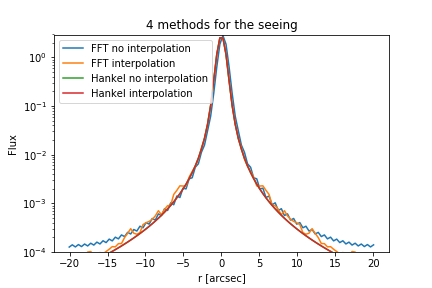 4 methods for the seeing
FFT no interpolation
FFT interpolation
Hankel no interpolation
Hankel interpolation
Flux
10⁰
10⁻¹
10⁻²
10⁻³
10⁻⁴
−20 −15 −10 −5 0 5 10 15 20
r [arcsec]